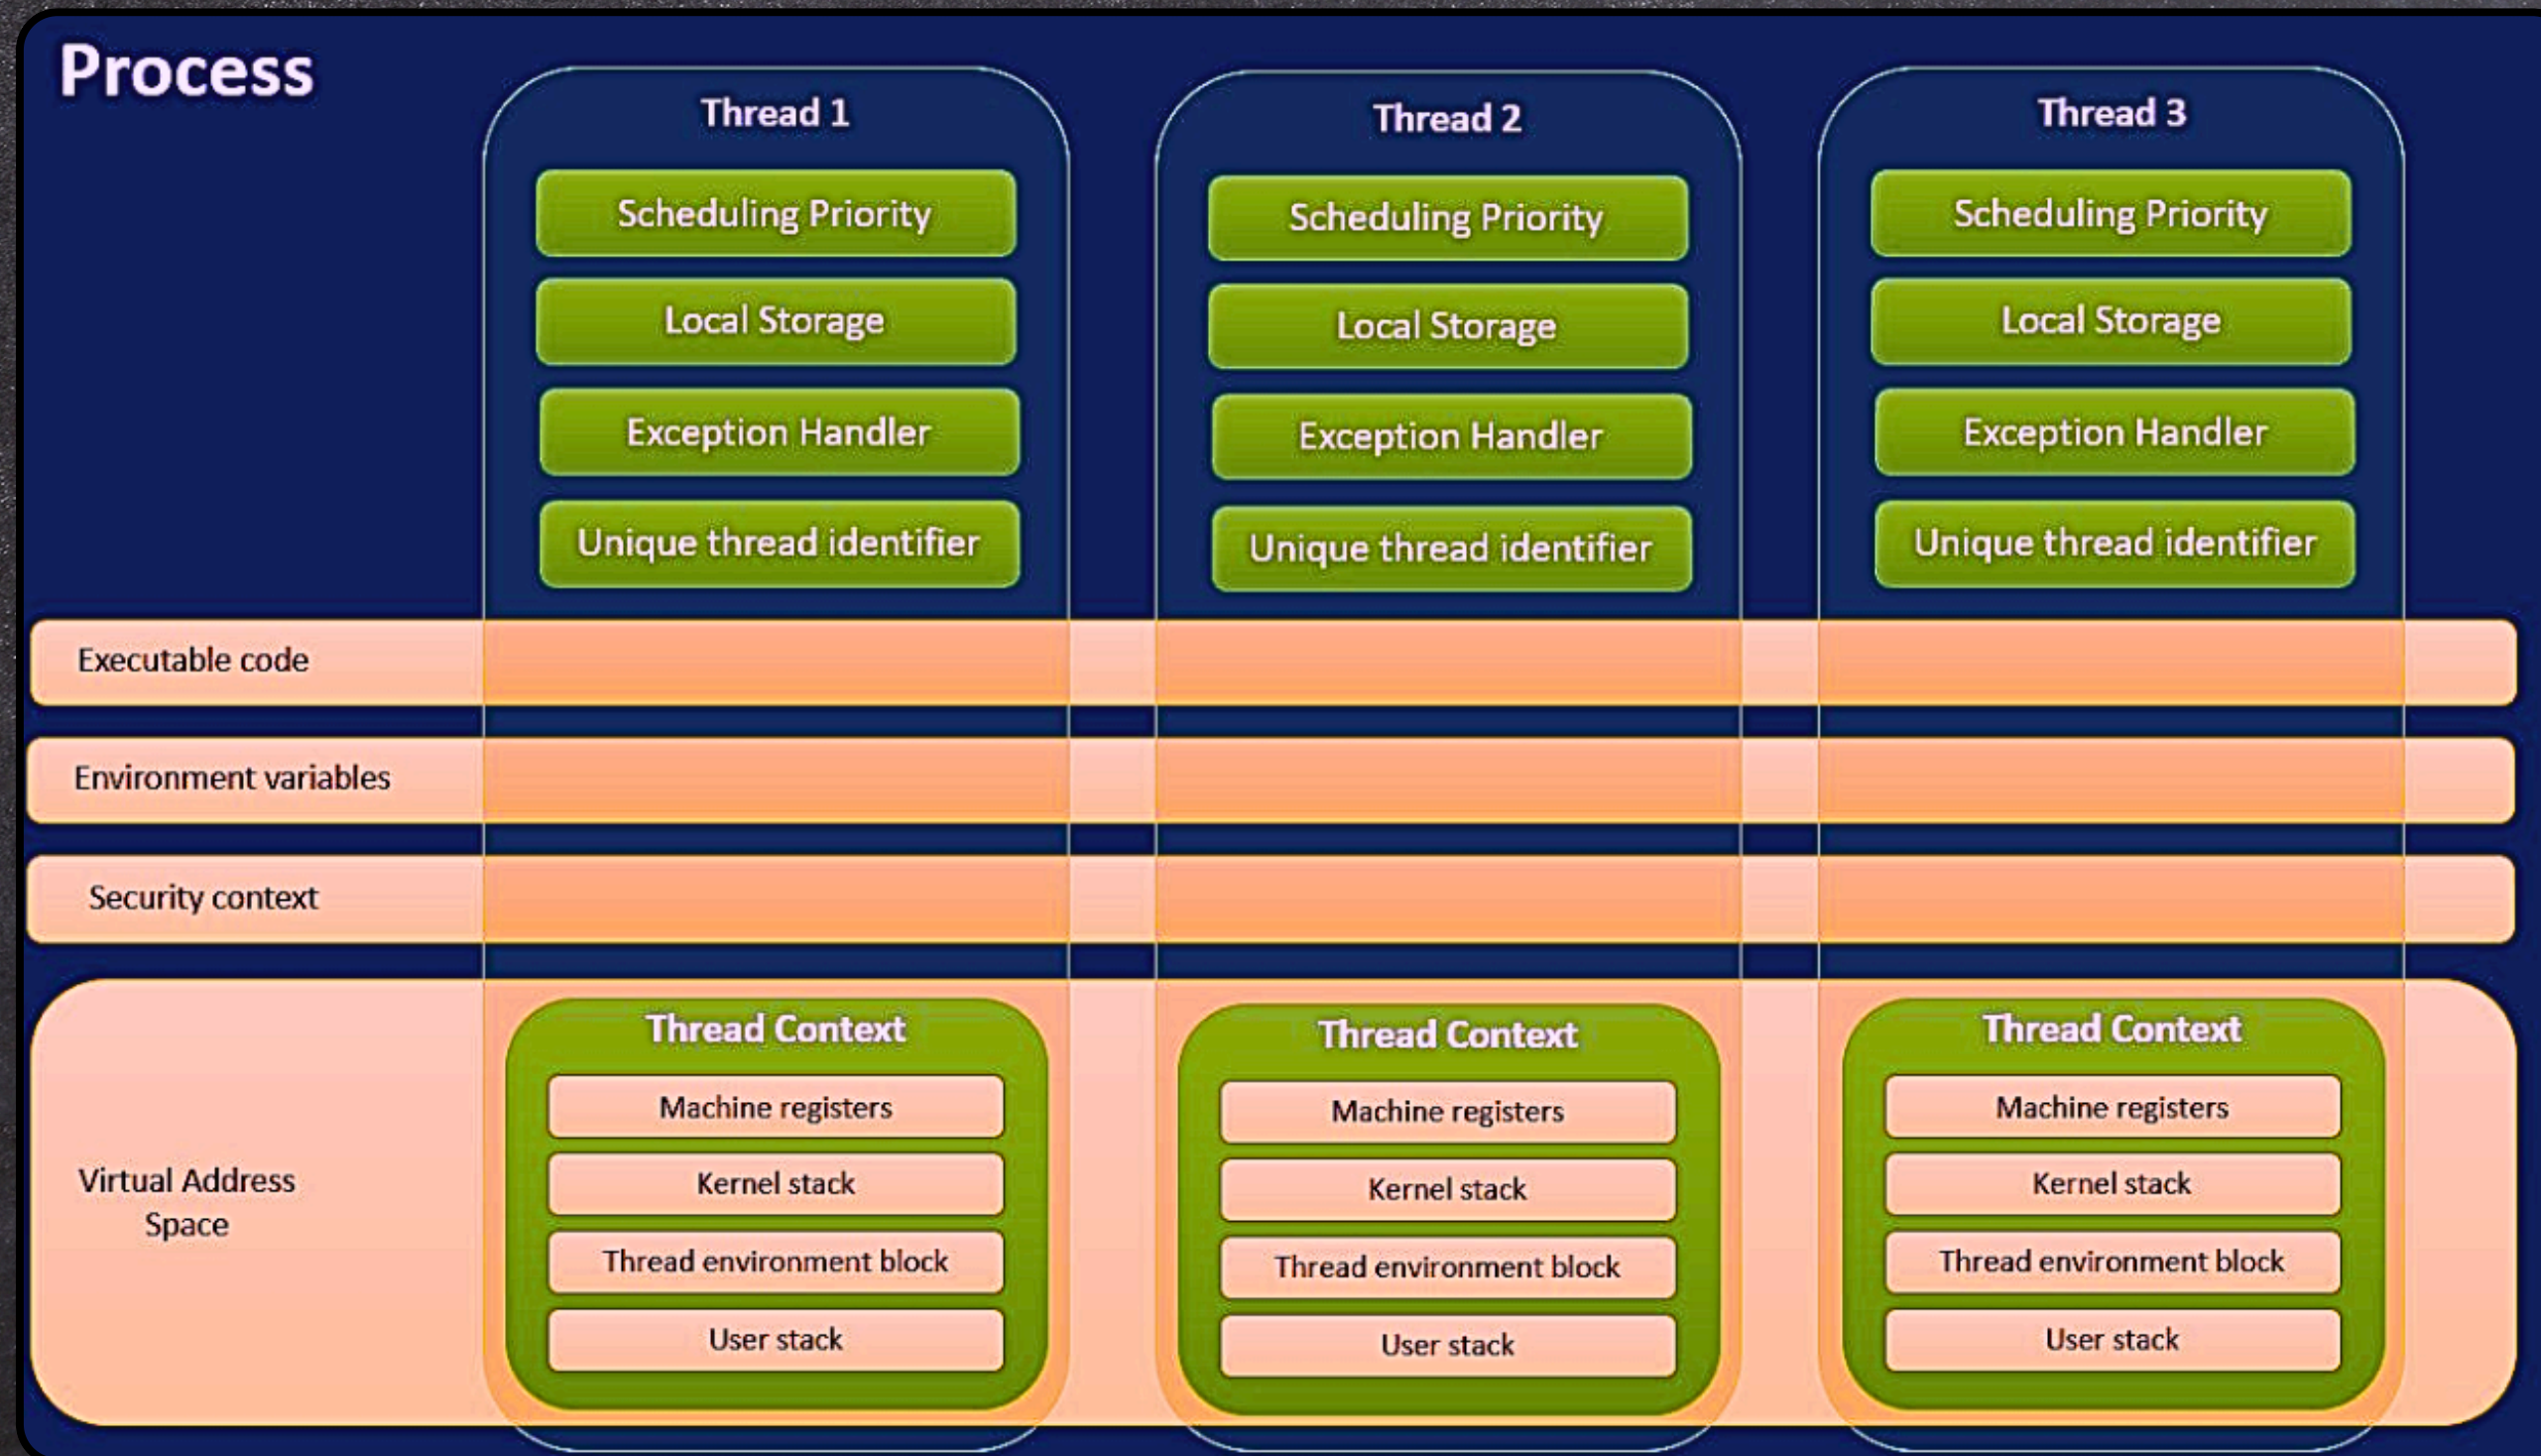 Process
Thread 1
Scheduling Priority
Local Storage
Exception Handler
Unique thread identifier
Thread 2
Scheduling Priority
Local Storage
Exception Handler
Unique thread identifier
Thread 3
Scheduling Priority
Local Storage
Exception Handler
Unique thread identifier
Executable code
Environment variables
Security context
Virtual Address
Space
Thread Context
Machine registers
Kernel stack
Thread environment block
User stack
Thread Context
Machine registers
Kernel stack
Thread environment block
User stack
Thread Context
Machine registers
Kernel stack
Thread environment block
User stack